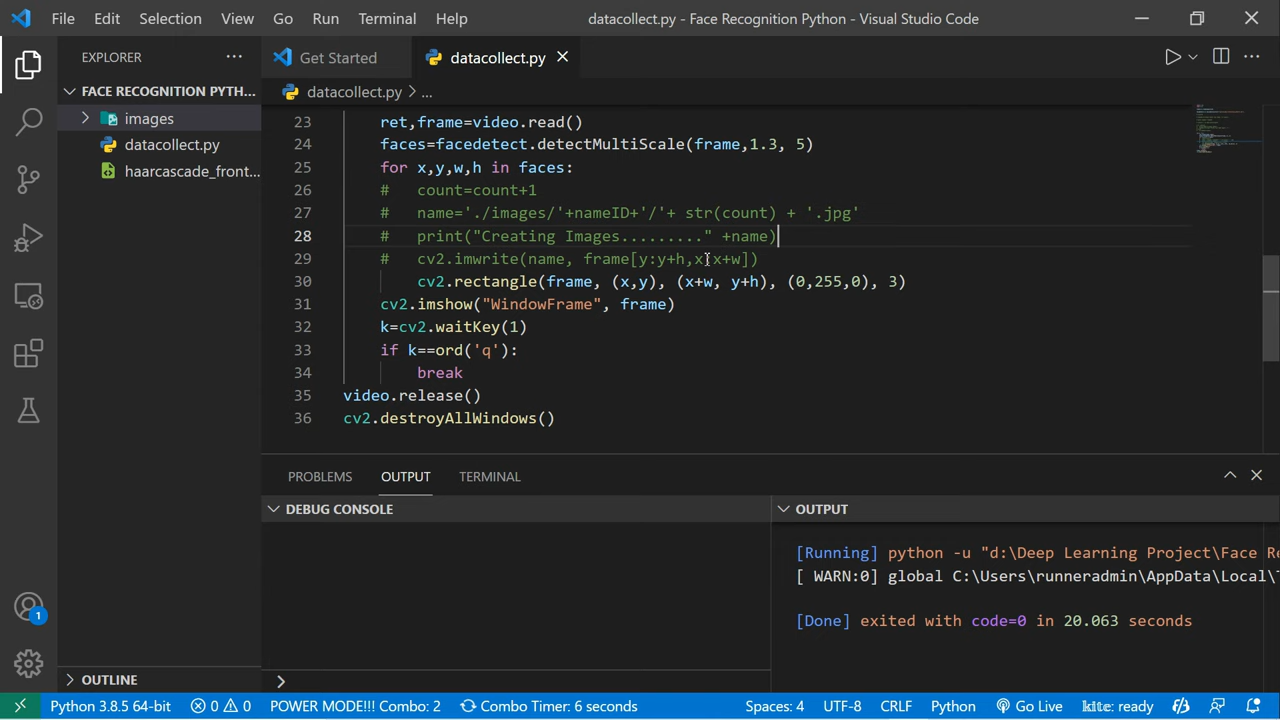 File Edit Selection View Go Run Terminal Help datacollect.py - Face Recognition Python - Visual Studio Code
EXPLORER ... Get Started datacollect.py
FACE RECOGNITION PYTH... datacollect.py > ...
images
datacollect.py
haarcascade_front...
23 ret,frame=video.read()
24 faces=facedetect.detectMultiScale(frame,1.3, 5)
25 for x,y,w,h in faces:
26 # count=count+1
27 # name='./images/'+nameID+'/'+ str(count) + '.jpg'
28 # print("Creating Images........." +name)
29 # cv2.imwrite(name, frame[y:y+h,x:x+w])
30 cv2.rectangle(frame, (x,y), (x+w, y+h), (0,255,0), 3)
31 cv2.imshow("WindowFrame", frame)
32 k=cv2.waitKey(1)
33 if k==ord('q'):
34 break
35 video.release()
36 cv2.destroyAllWindows()
PROBLEMS OUTPUT TERMINAL
DEBUG CONSOLE OUTPUT
[Running] python -u "d:\Deep Learning Project\Face Re
[ WARN:0] global C:\Users\runneradmin\AppData\Local\T
[Done] exited with code=0 in 20.063 seconds
1
OUTLINE >
Python 3.8.5 64-bit 0 0 POWER MODE!!! Combo: 2 Combo Timer: 6 seconds Spaces: 4 UTF-8 CRLF Python Go Live kite: ready